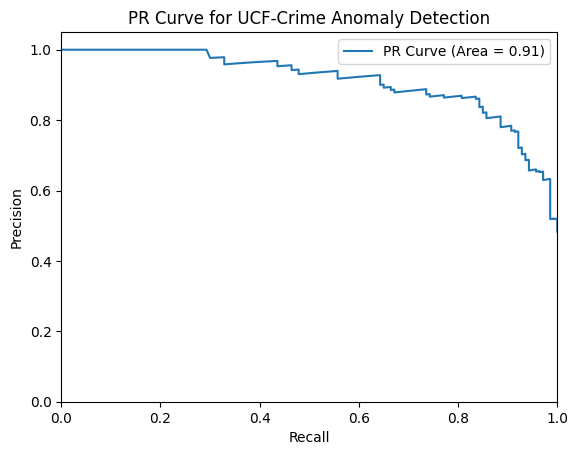 PR Curve for UCF-Crime Anomaly Detection
PR Curve (Area = 0.91)
Precision
1.0
0.8
0.6
0.4
0.2
0.0
0.0 0.2 0.4 0.6 0.8 1.0
Recall